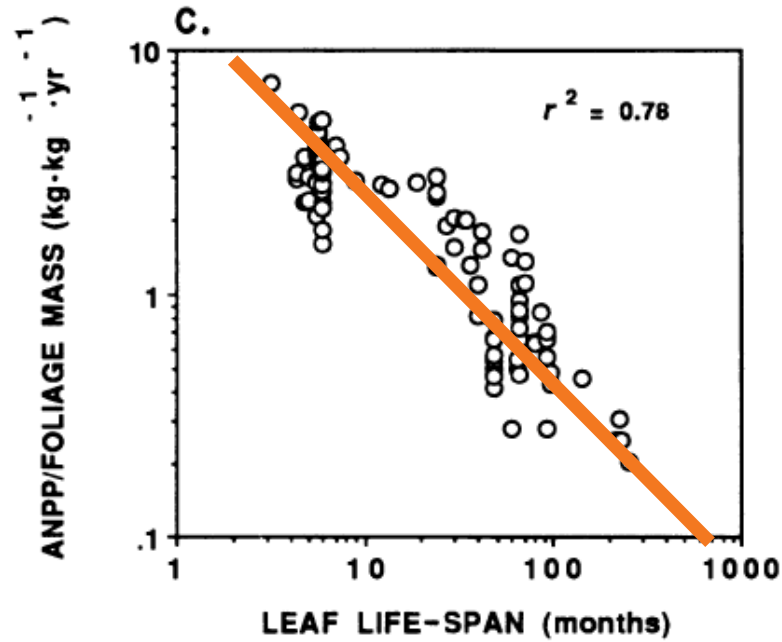 C.
ANPP/FOLIAGE MASS (kg·kg -1 ·yr -1 )
10
1
.1
r 2 = 0.78
1 10 100 1000
LEAF LIFE-SPAN (months)